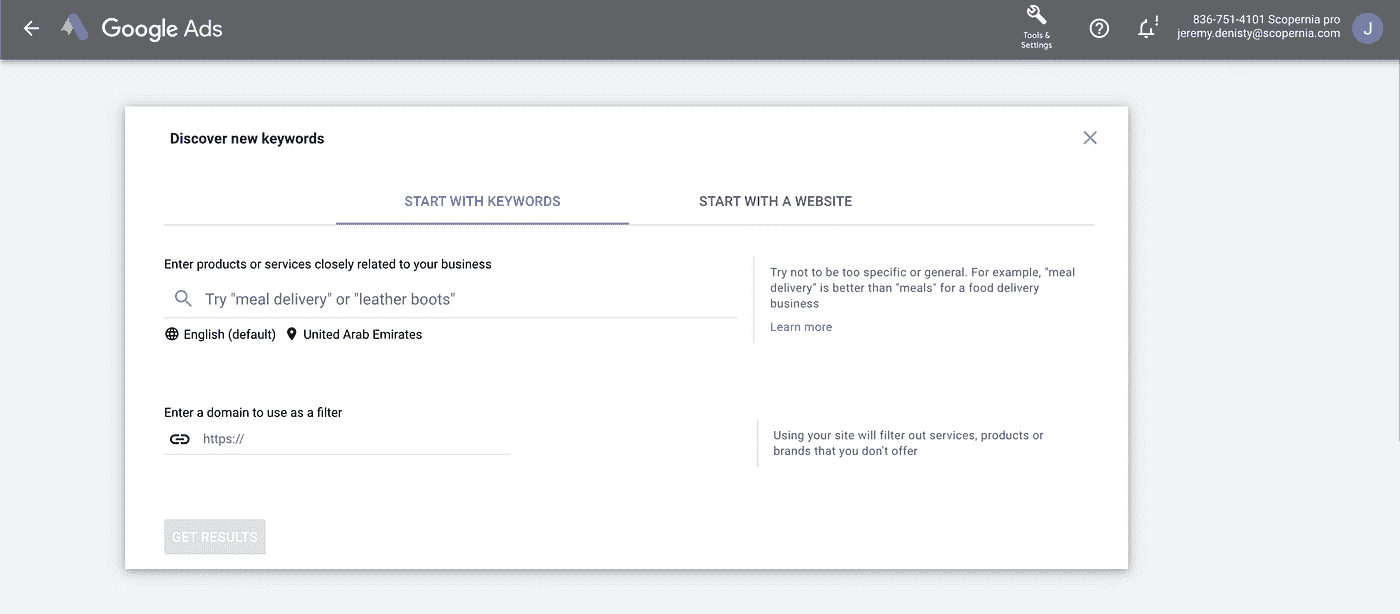 Google Ads
Tools &
Settings
836-751-4101 Scopernia pro
jeremy.denisty@scopernia.com
J
Discover new keywords
START WITH KEYWORDS
START WITH A WEBSITE
Enter products or services closely related to your business
Try "meal delivery" or "leather boots"
English (default)
United Arab Emirates
Try not to be too specific or general. For example, "meal
delivery" is better than "meals" for a food delivery
business
Learn more
Enter a domain to use as a filter
https://
Using your site will filter out services, products or
brands that you don't offer
GET RESULTS